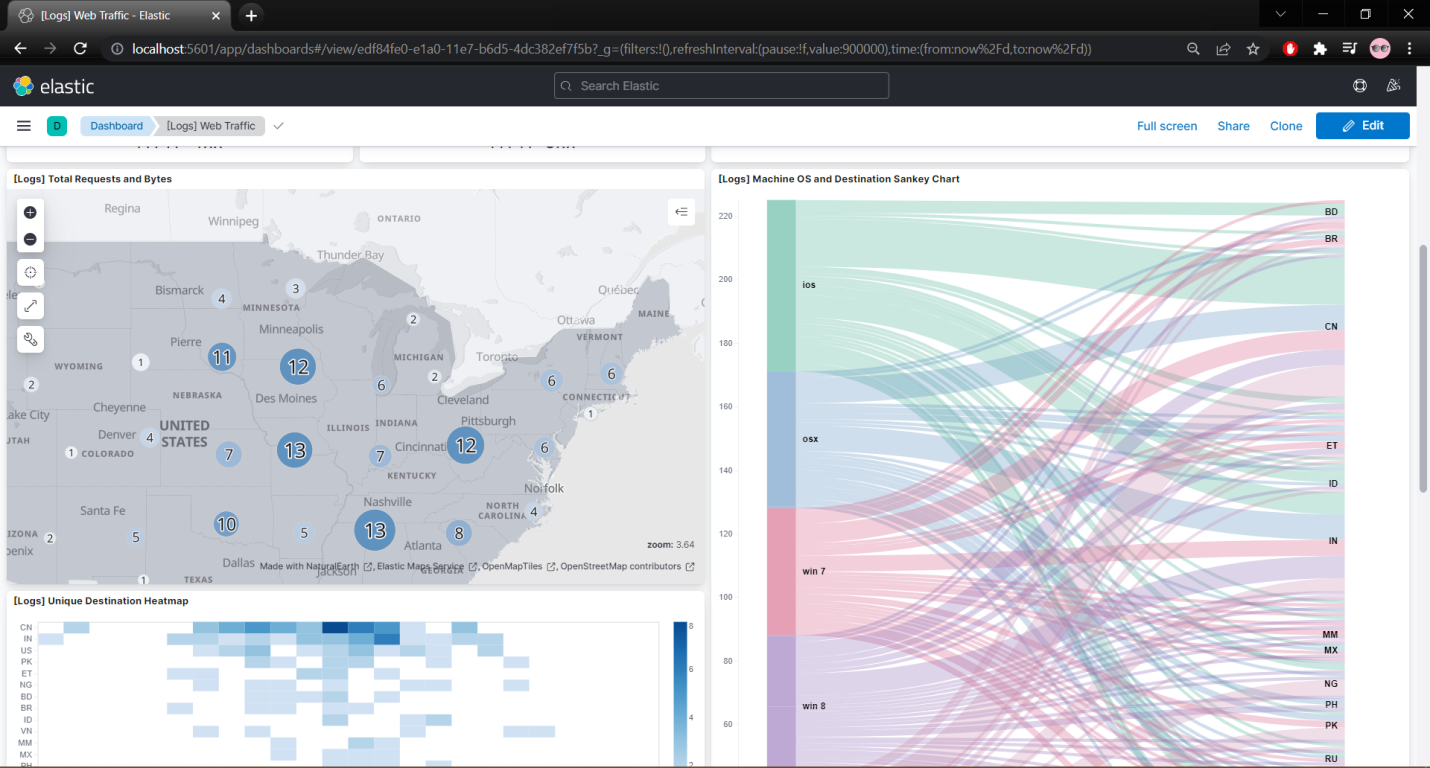 [Logs] Web Traffic - Elastic
localhost:5601/app/dashboards#/view/edf84fe0-e1a0-11e7-b6d5-4dc382ef7f5b?_g=(filters:!(),refreshInterval:(pause:!f,value:900000),time:(from:now%2Fd,to:now%2Fd))
elastic
Search Elastic
D
Dashboard
[Logs] Web Traffic
Full screen
Share
Clone
Edit
[Logs] Total Requests and Bytes
Regina
Winnipeg
ONTARIO
Thunder Bay
Bismarck
4
3
MINNESOTA
Québec
MAINE
2
Minneapolis
Ottawa
VERMONT
Pierre
11
12
MICHIGAN
Toronto
WYOMING
1
2
6
2
6
6
NEBRASKA
Des Moines
Cleveland
CONNECTICUT
Cheyenne
1
ake City
UNITED
STATES
ILLINOIS
INDIANA
Pittsburgh
UTAH
Denver
4
1
COLORADO
7
13
7
Cincinnati
12
6
KENTUCKY
Norfolk
Nashville
NORTH
CAROLINA
4
Santa Fe
10
5
13
8
IZONA
2
5
Atlanta
oenix
zoom: 3.64
Dallas
Jackson
GEORGIA
Made with NaturalEarth , Elastic Maps Service , OpenMapTiles , OpenStreetMap contributors
1
TEXAS
[Logs] Unique Destination Heatmap
CN
IN
US
PK
ET
NG
BD
BR
ID
VN
MM
MX
PH
8
6
4
2
[Logs] Machine OS and Destination Sankey Chart
220
200
180
160
140
120
100
80
60
ios
osx
win 7
win 8
BD
BR
CN
ET
ID
IN
MM
MX
NG
PH
PK
RU